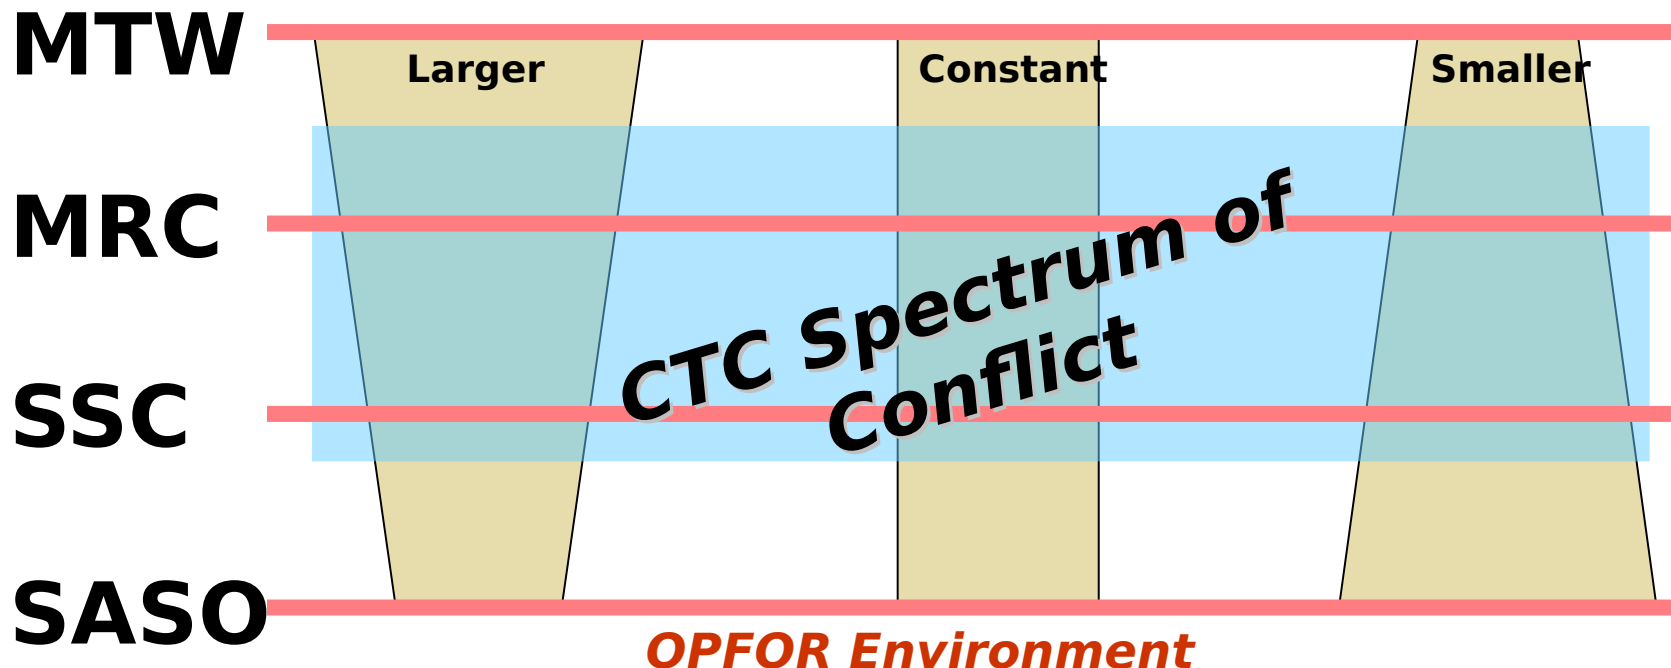 MTW
Larger
Constant
Smaller
MRC
CTC Spectrum of
Conflict
SSC
SASO
OPFOR Environment